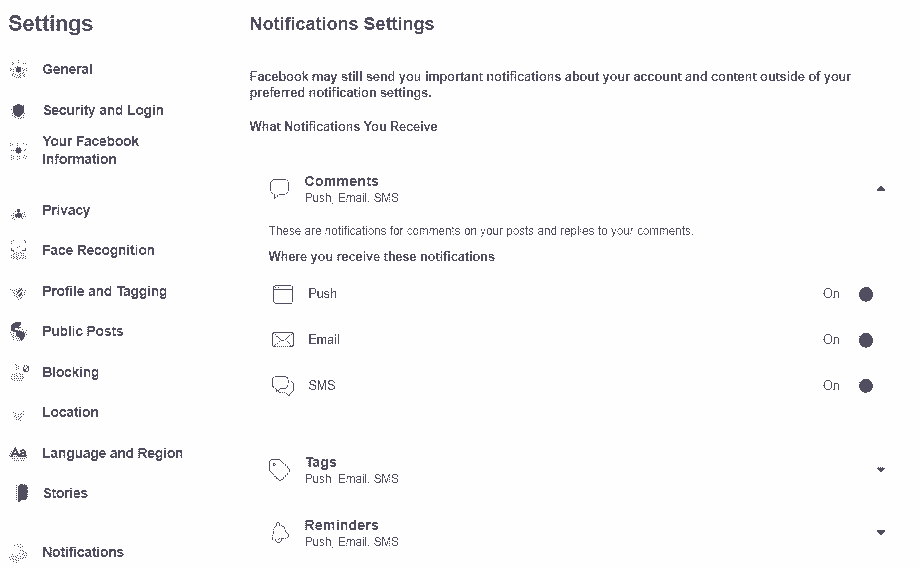 Settings
General
Security and Login
Your Facebook
Information
Privacy
Face Recognition
Profile and Tagging
Public Posts
Blocking
Location
Aa Language and Region
Stories
Notifications
Notifications Settings
Facebook may still send you important notifications about your account and content outside of your
preferred notification settings.
What Notifications You Receive
Comments
Push, Email, SMS
These are notifications for comments on your posts and replies to your comments.
Where you receive these notifications
Push On
Email On
SMS On
Tags
Push, Email, SMS
Reminders
Push, Email, SMS